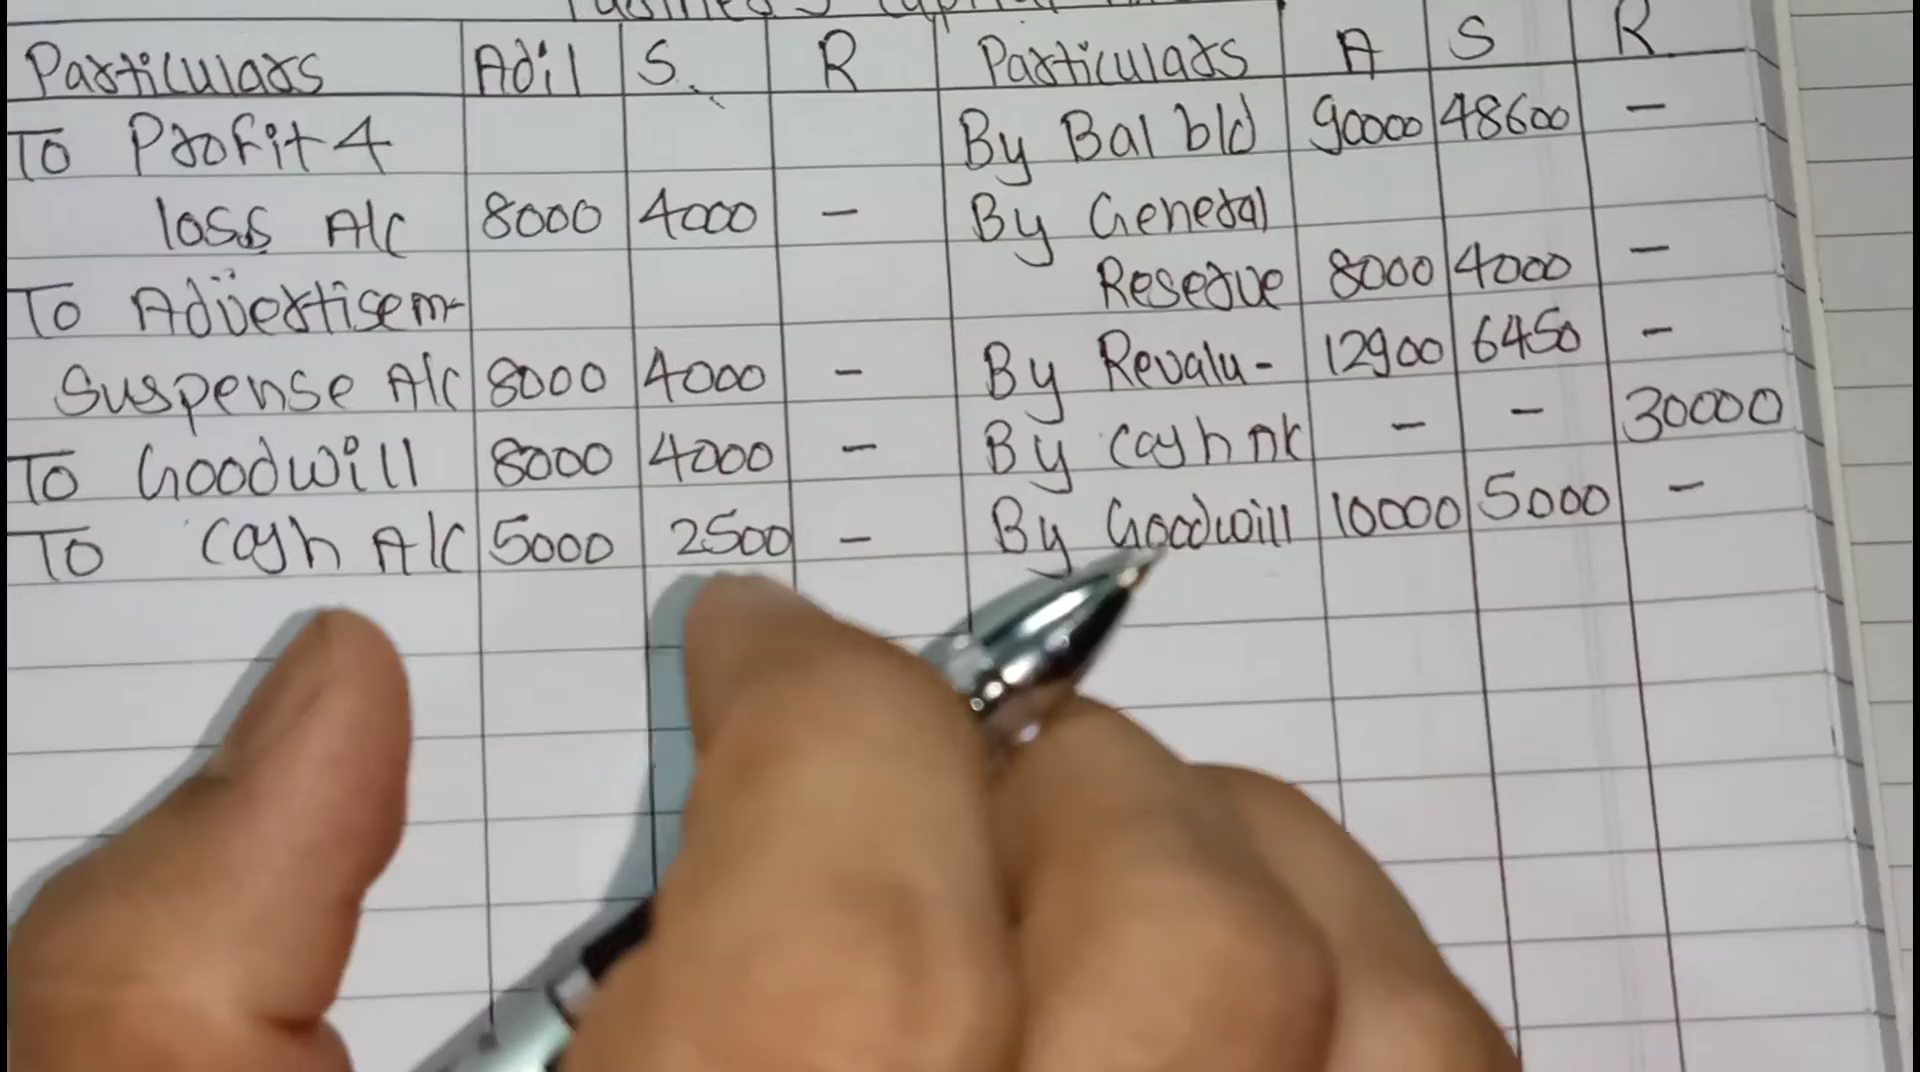 Capital
Particulars Adil S. R Particulars A S R
To Profit 4 By Bal b/d 90000 48600 -
loss A/c 8000 4000 - By General
To Advertisem- Reserve 8000 4000 -
Suspense A/c 8000 4000 - By Revalu- 12900 6450 -
To Goodwill 8000 4000 - By Cash A/c - - 30000
To Cash A/c 5000 2500 - By Goodwill 10000 5000 -